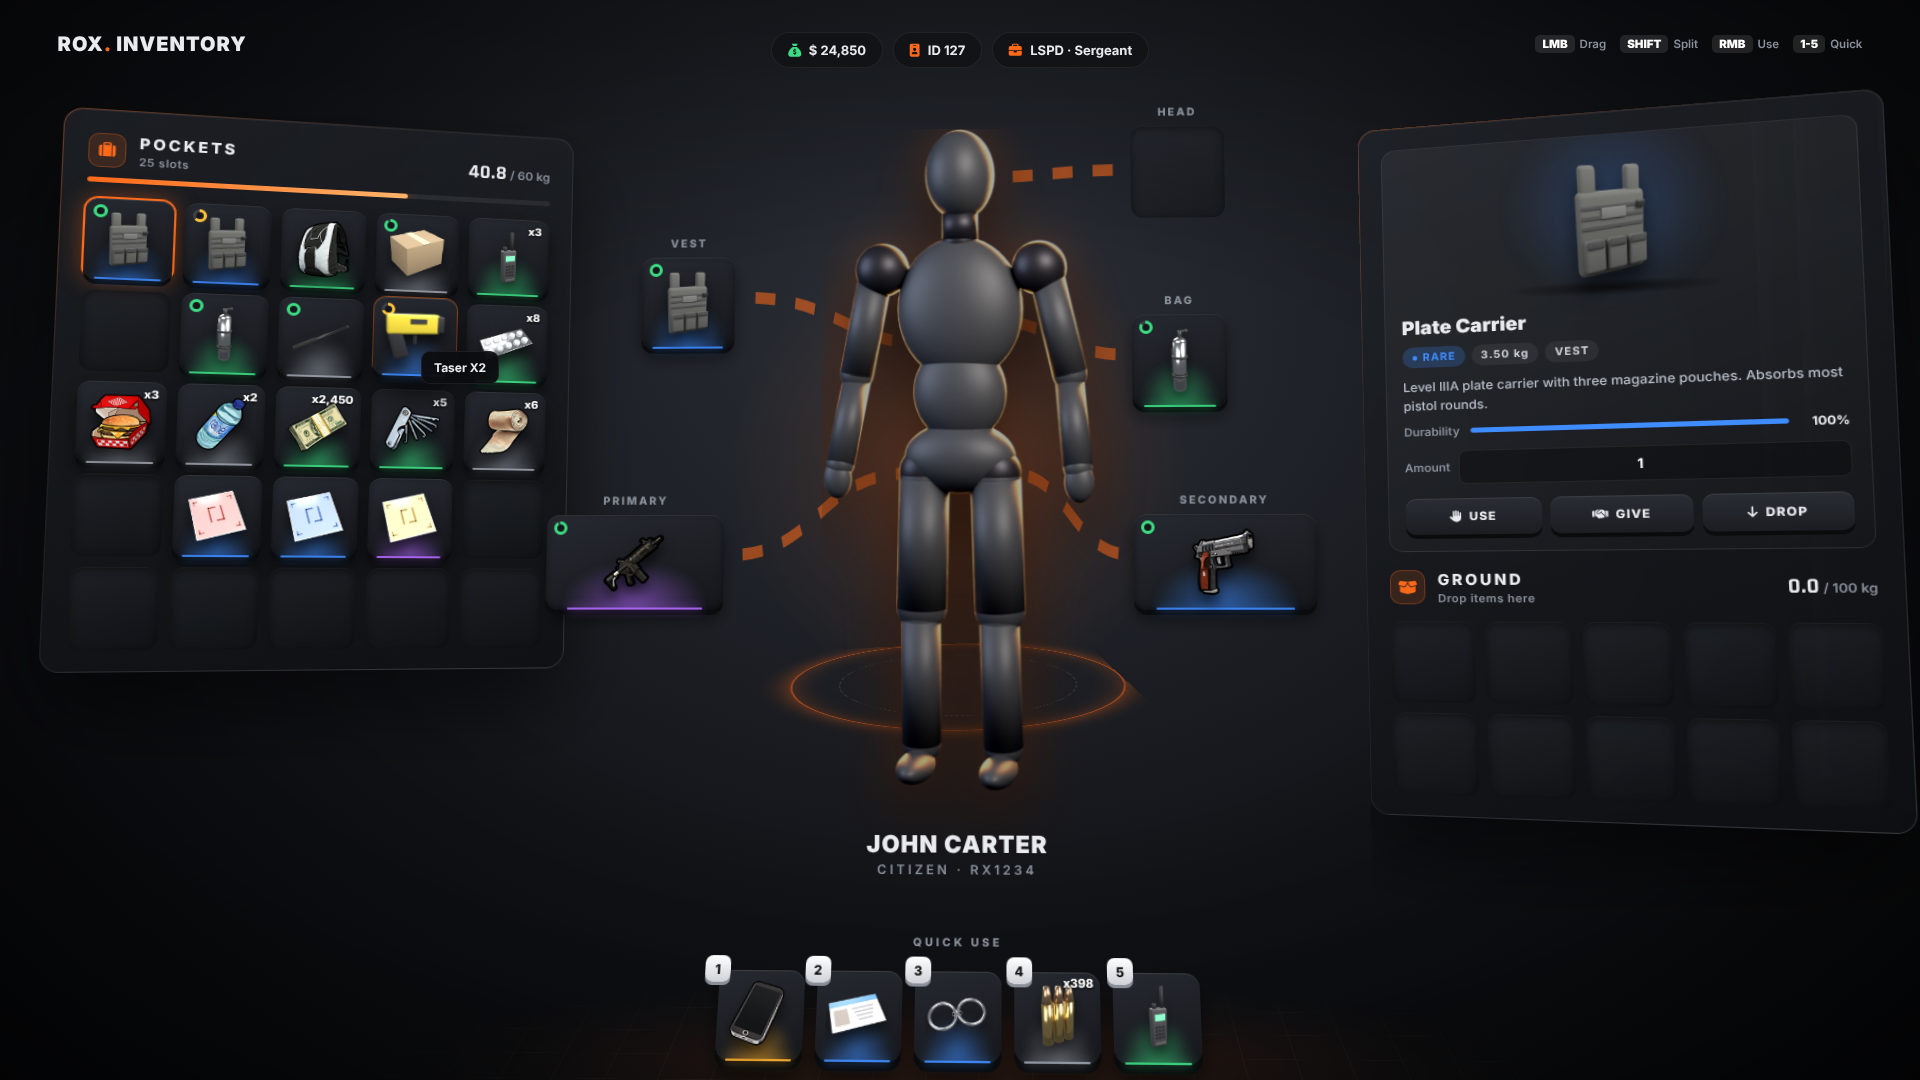 ROX. INVENTORY
$ 24,850
ID 127
LSPD · Sergeant
LMB Drag SHIFT Split RMB Use 1-5 Quick
POCKETS
25 slots
40.8 / 60 kg
x3
x8
Taser X2
x3
x2
x2,450
x5
x6
HEAD
VEST
BAG
PRIMARY
SECONDARY
JOHN CARTER
CITIZEN · RX1234
QUICK USE
1
2
3
4
x398
5
Plate Carrier
• RARE
3.50 kg
VEST
Level IIIA plate carrier with three magazine pouches. Absorbs most
pistol rounds.
Durability 100%
Amount 1
USE
GIVE
DROP
GROUND
Drop items here
0.0 / 100 kg